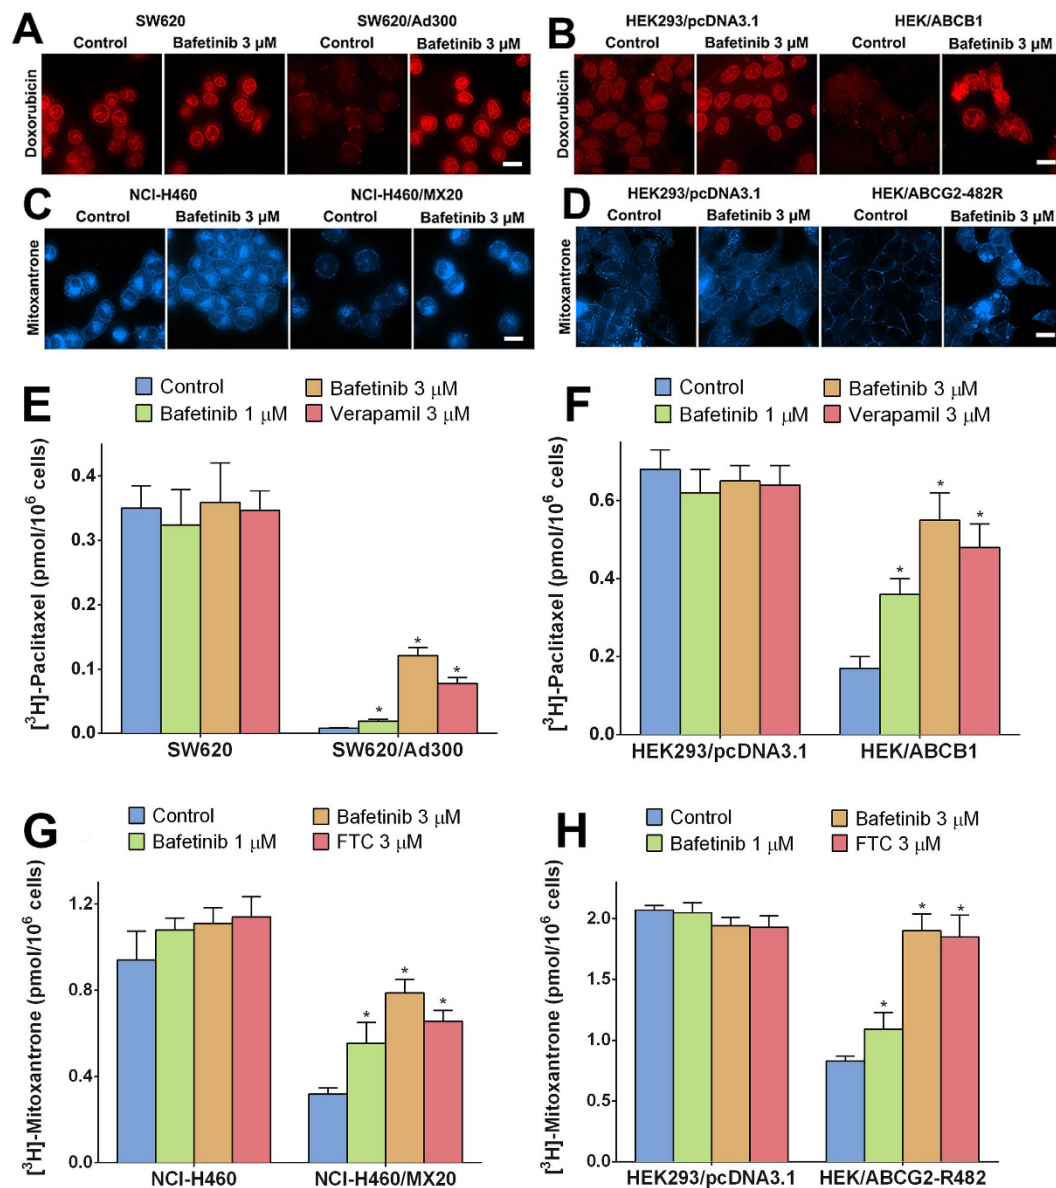 A
SW620 SW620/Ad300
Control Bafetinib 3 µM Control Bafetinib 3 µM
Doxorubicin
B
HEK293/pcDNA3.1 HEK/ABCB1
Control Bafetinib 3 µM Control Bafetinib 3 µM
Doxorubicin
C
NCI-H460 NCI-H460/MX20
Control Bafetinib 3 µM Control Bafetinib 3 µM
Mitoxantrone
D
HEK293/pcDNA3.1 HEK/ABCG2-482R
Control Bafetinib 3 µM Control Bafetinib 3 µM
Mitoxantrone
E
Control Bafetinib 3 µM
Bafetinib 1 µM Verapamil 3 µM
[³H]-Paclitaxel (pmol/10⁶ cells)
0.4
0.3
0.2
0.1
0.0
* * *
SW620 SW620/Ad300
F
Control Bafetinib 3 µM
Bafetinib 1 µM Verapamil 3 µM
[³H]-Paclitaxel (pmol/10⁶ cells)
0.6
0.4
0.2
0.0
* * *
HEK293/pcDNA3.1 HEK/ABCB1
G
Control Bafetinib 3 µM
Bafetinib 1 µM FTC 3 µM
[³H]-Mitoxantrone (pmol/10⁶ cells)
1.2
0.8
0.4
0.0
* * *
NCI-H460 NCI-H460/MX20
H
Control Bafetinib 3 µM
Bafetinib 1 µM FTC 3 µM
[³H]-Mitoxantrone (pmol/10⁶ cells)
2.0
1.5
1.0
0.5
0.0
* * *
HEK293/pcDNA3.1 HEK/ABCG2-R482